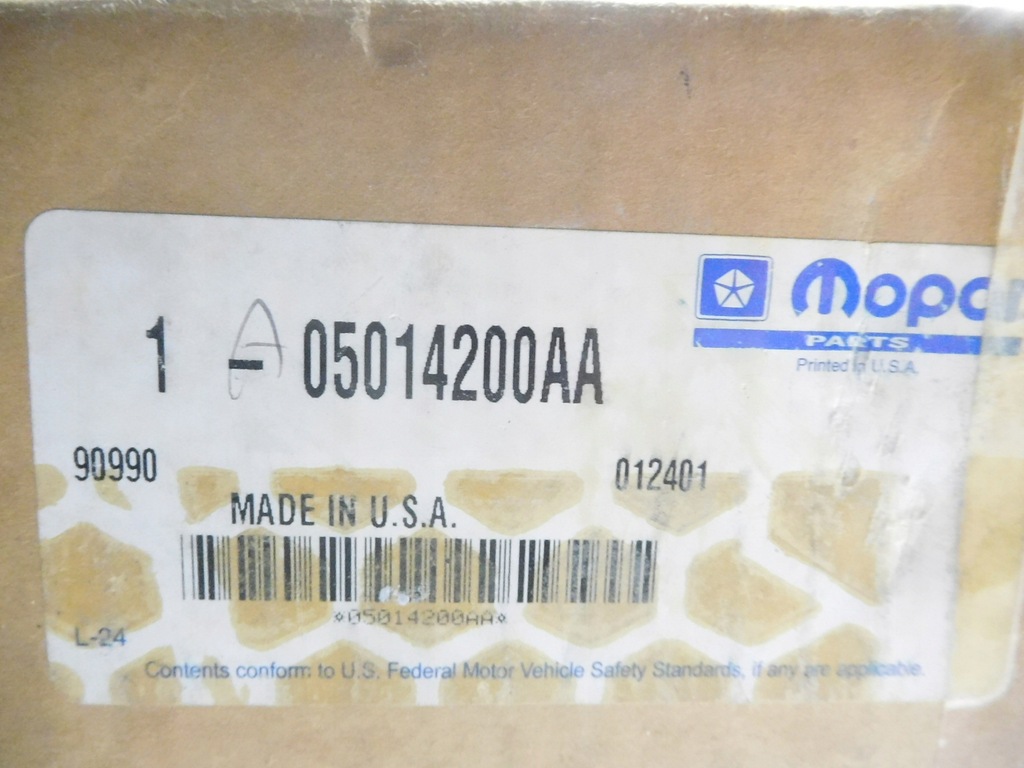 Mopar
PARTS
Printed in U.S.A.
1 - A 05014200AA
90990
012401
MADE IN U.S.A.
*05014200AA*
L-24
Contents conform to U.S. Federal Motor Vehicle Safety Standards, if any are applicable.